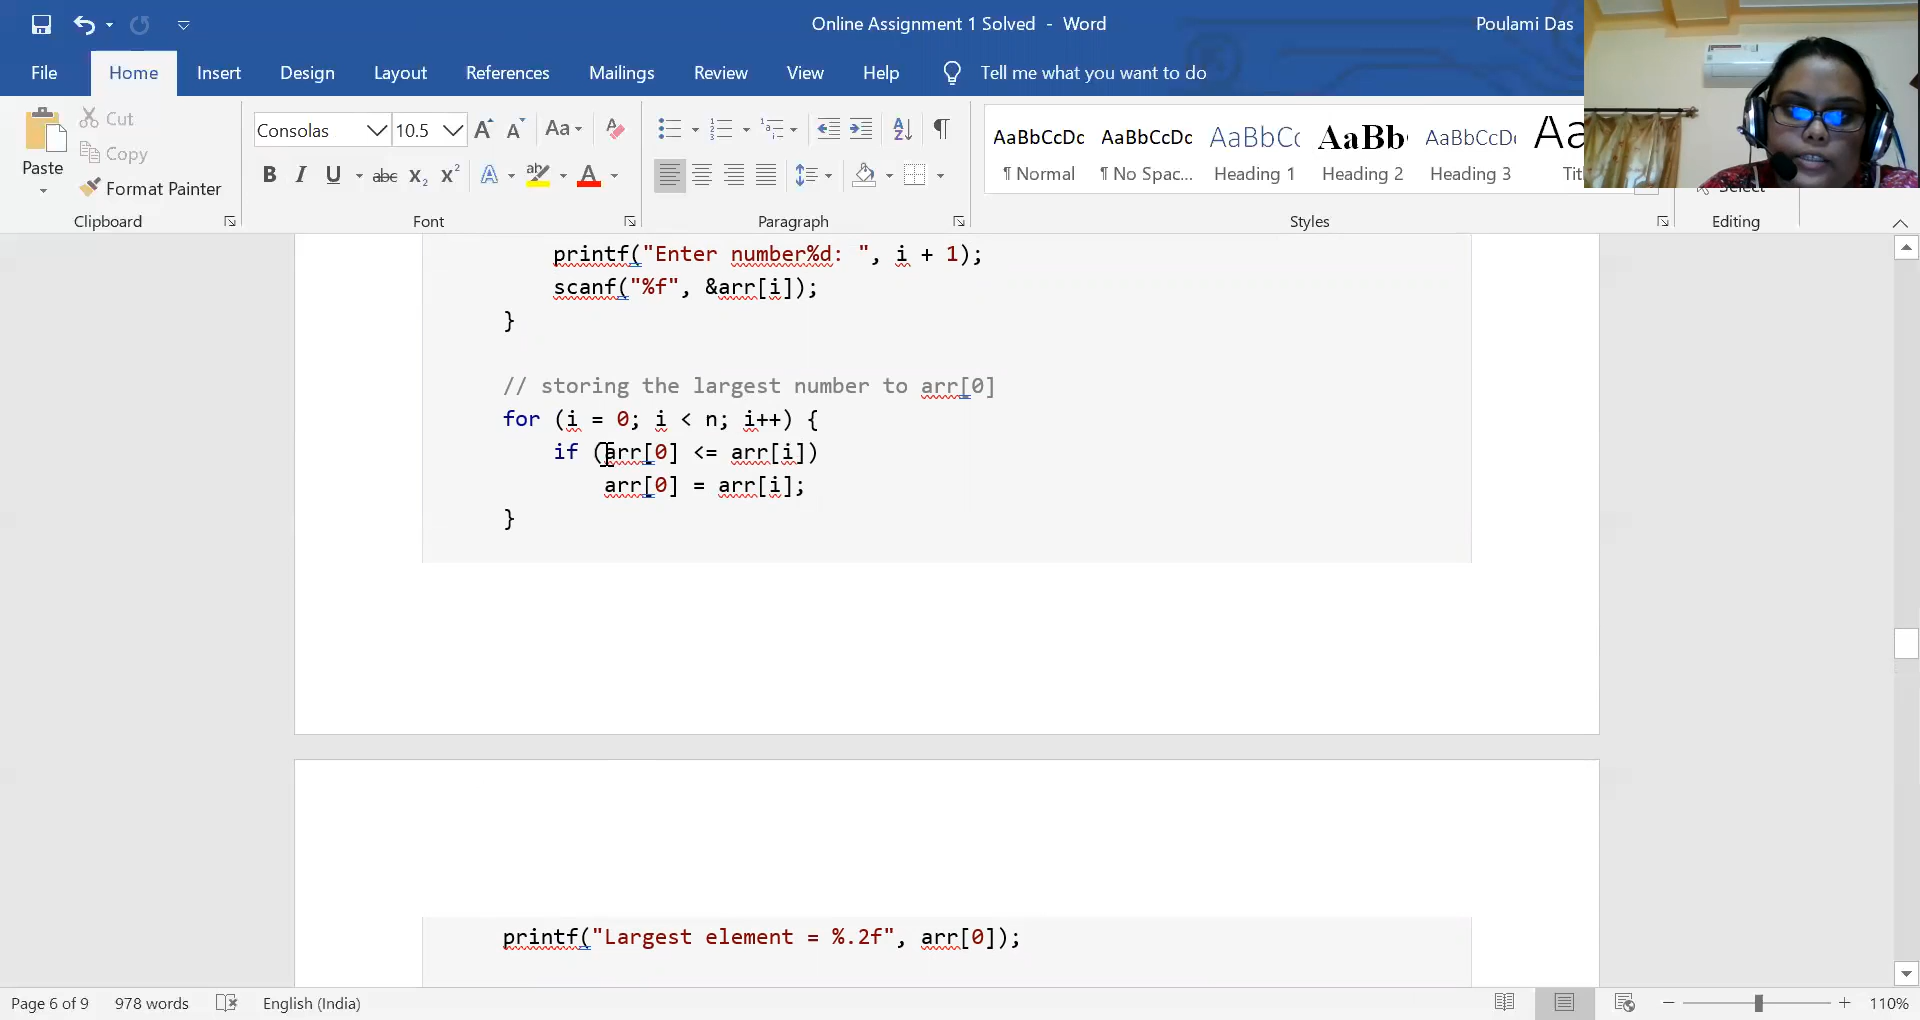 Online Assignment 1 Solved - Word
Poulami Das
File Home Insert Design Layout References Mailings Review View Help Tell me what you want to do
Paste
Cut
Copy
Format Painter
Clipboard
Consolas 10.5
Font
Paragraph
AaBbCcDc AaBbCcDc AaBbCc AaBb AaBbCcD
¶ Normal ¶ No Spac... Heading 1 Heading 2 Heading 3
Styles
Select
Editing
printf("Enter number%d: ", i + 1);
scanf("%f", &arr[i]);
}
// storing the largest number to arr[0]
for (i = 0; i < n; i++) {
if (arr[0] <= arr[i])
arr[0] = arr[i];
}
printf("Largest element = %.2f", arr[0]);
Page 6 of 9 978 words English (India) 110%